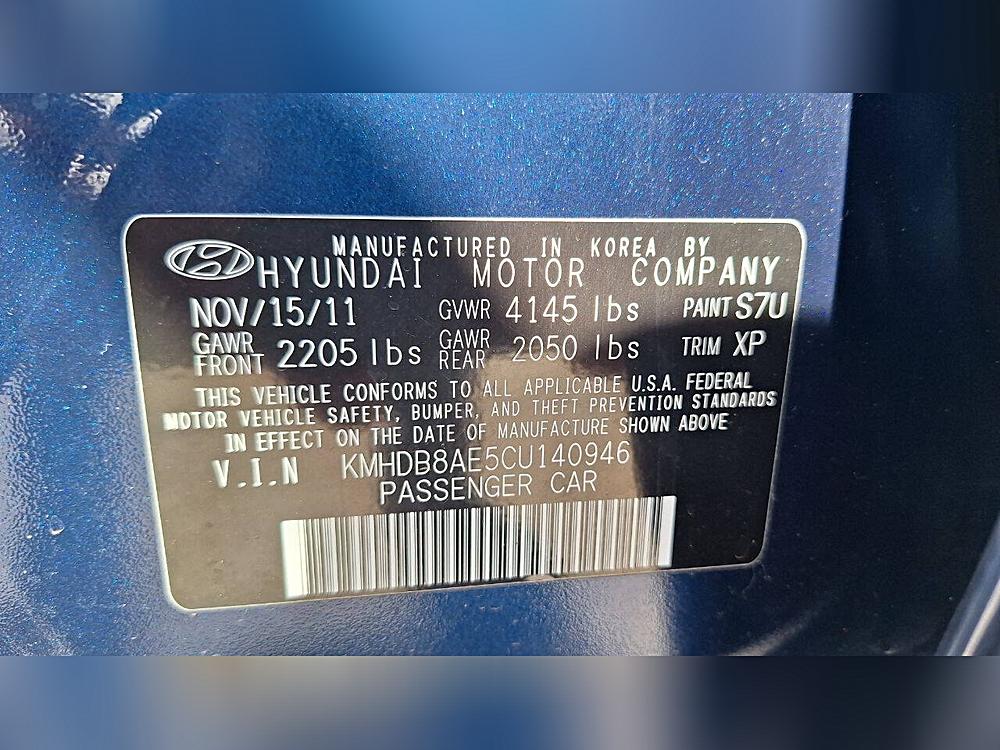 MANUFACTURED IN KOREA BY
HYUNDAI MOTOR COMPANY
NOV/15/11 GVWR 4145 lbs PAINT S7U
GAWR FRONT 2205 lbs GAWR REAR 2050 lbs TRIM XP
THIS VEHICLE CONFORMS TO ALL APPLICABLE U.S.A. FEDERAL
MOTOR VEHICLE SAFETY, BUMPER, AND THEFT PREVENTION STANDARDS
IN EFFECT ON THE DATE OF MANUFACTURE SHOWN ABOVE
V.I.N KMHDB8AE5CU140946
PASSENGER CAR